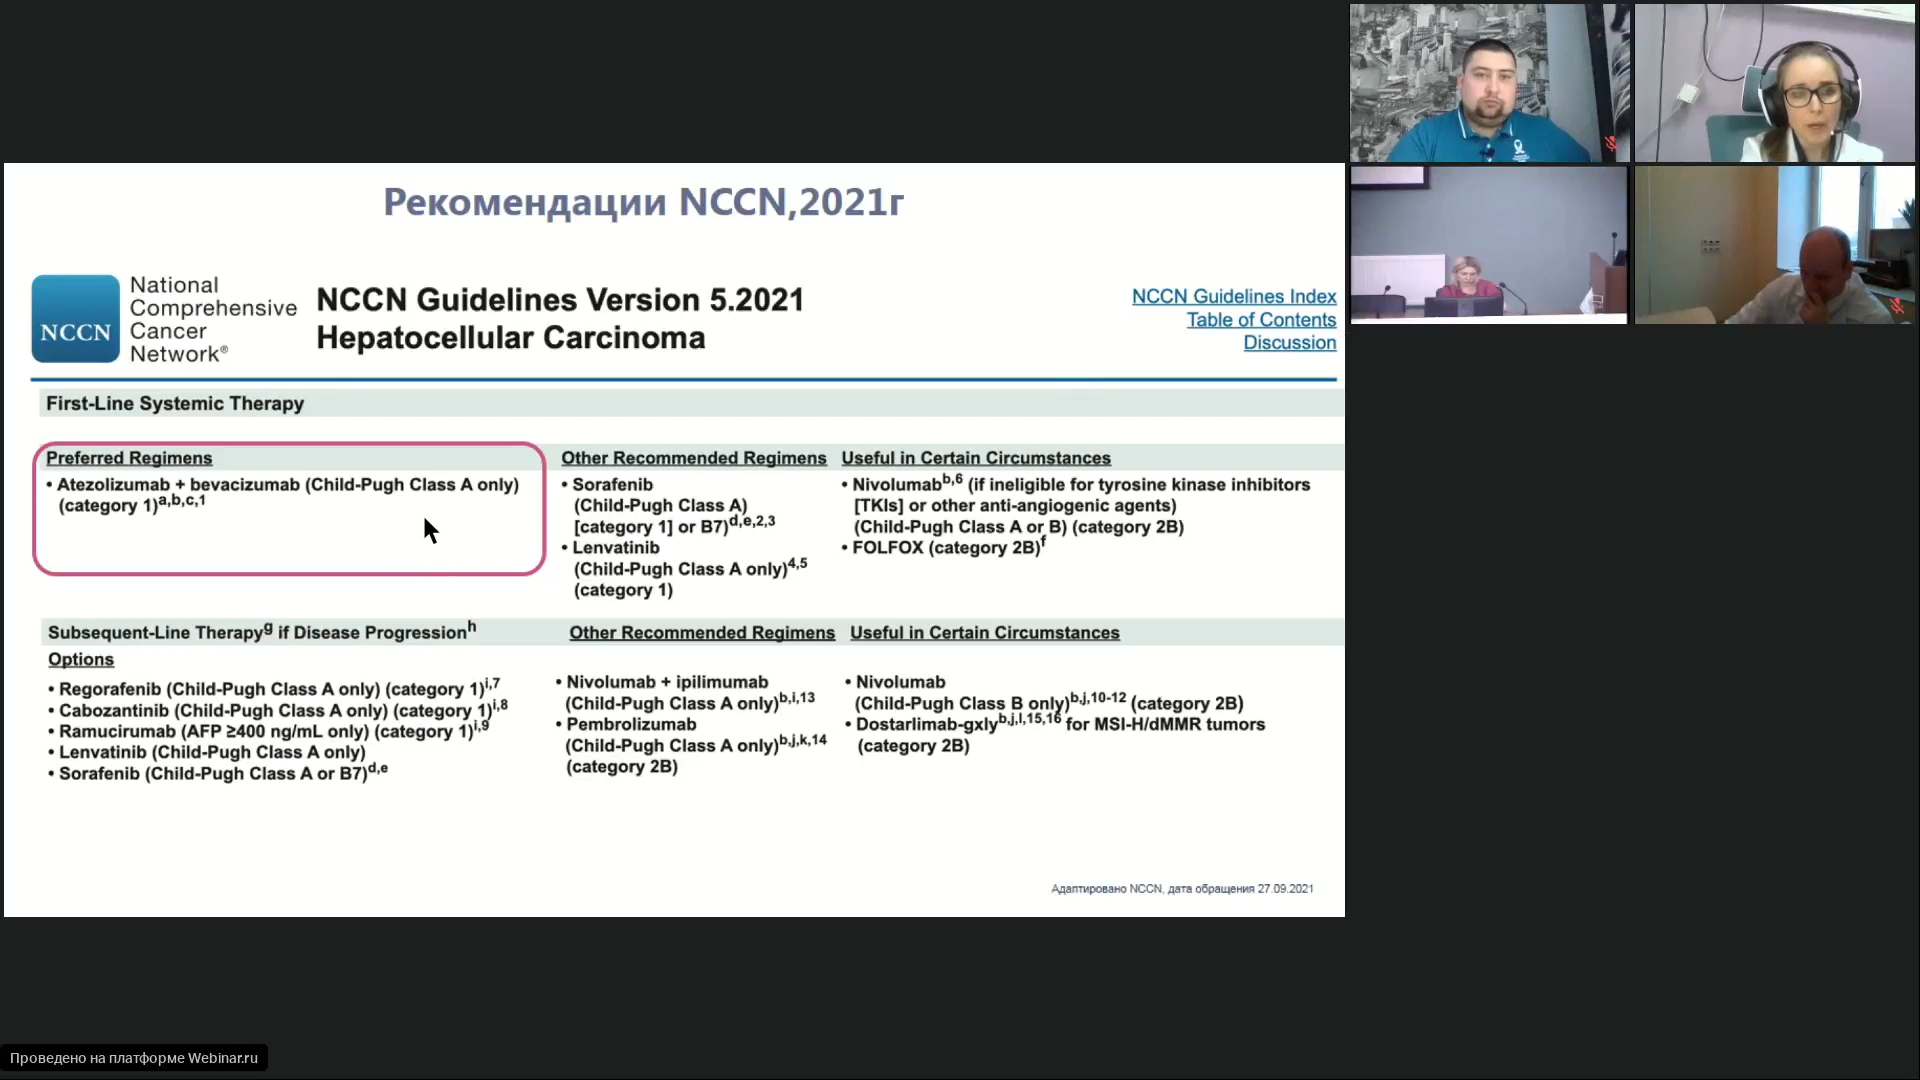 Рекомендации NCCN,2021г
NCCN
National
Comprehensive
Cancer
Network®
NCCN Guidelines Version 5.2021
Hepatocellular Carcinoma
NCCN Guidelines Index
Table of Contents
Discussion
First-Line Systemic Therapy
Preferred Regimens
• Atezolizumab + bevacizumab (Child-Pugh Class A only)
(category 1)a,b,c,1
Other Recommended Regimens
• Sorafenib
(Child-Pugh Class A)
[category 1] or B7)d,e,2,3
• Lenvatinib
(Child-Pugh Class A only)4,5
(category 1)
Useful in Certain Circumstances
• Nivolumabb,6 (if ineligible for tyrosine kinase inhibitors
[TKIs] or other anti-angiogenic agents)
(Child-Pugh Class A or B) (category 2B)
• FOLFOX (category 2B)f
Subsequent-Line Therapyg if Disease Progressionh
Options
• Regorafenib (Child-Pugh Class A only) (category 1)i,7
• Cabozantinib (Child-Pugh Class A only) (category 1)i,8
• Ramucirumab (AFP ≥400 ng/mL only) (category 1)i,9
• Lenvatinib (Child-Pugh Class A only)
• Sorafenib (Child-Pugh Class A or B7)d,e
Other Recommended Regimens
• Nivolumab + ipilimumab
(Child-Pugh Class A only)b,i,13
• Pembrolizumab
(Child-Pugh Class A only)b,j,k,14
(category 2B)
Useful in Certain Circumstances
• Nivolumab
(Child-Pugh Class B only)b,j,10-12 (category 2B)
• Dostarlimab-gxlyb,j,l,15,16 for MSI-H/dMMR tumors
(category 2B)
Адаптировано NCCN, дата обращения 27.09.2021
Проведено на платформе Webinar.ru